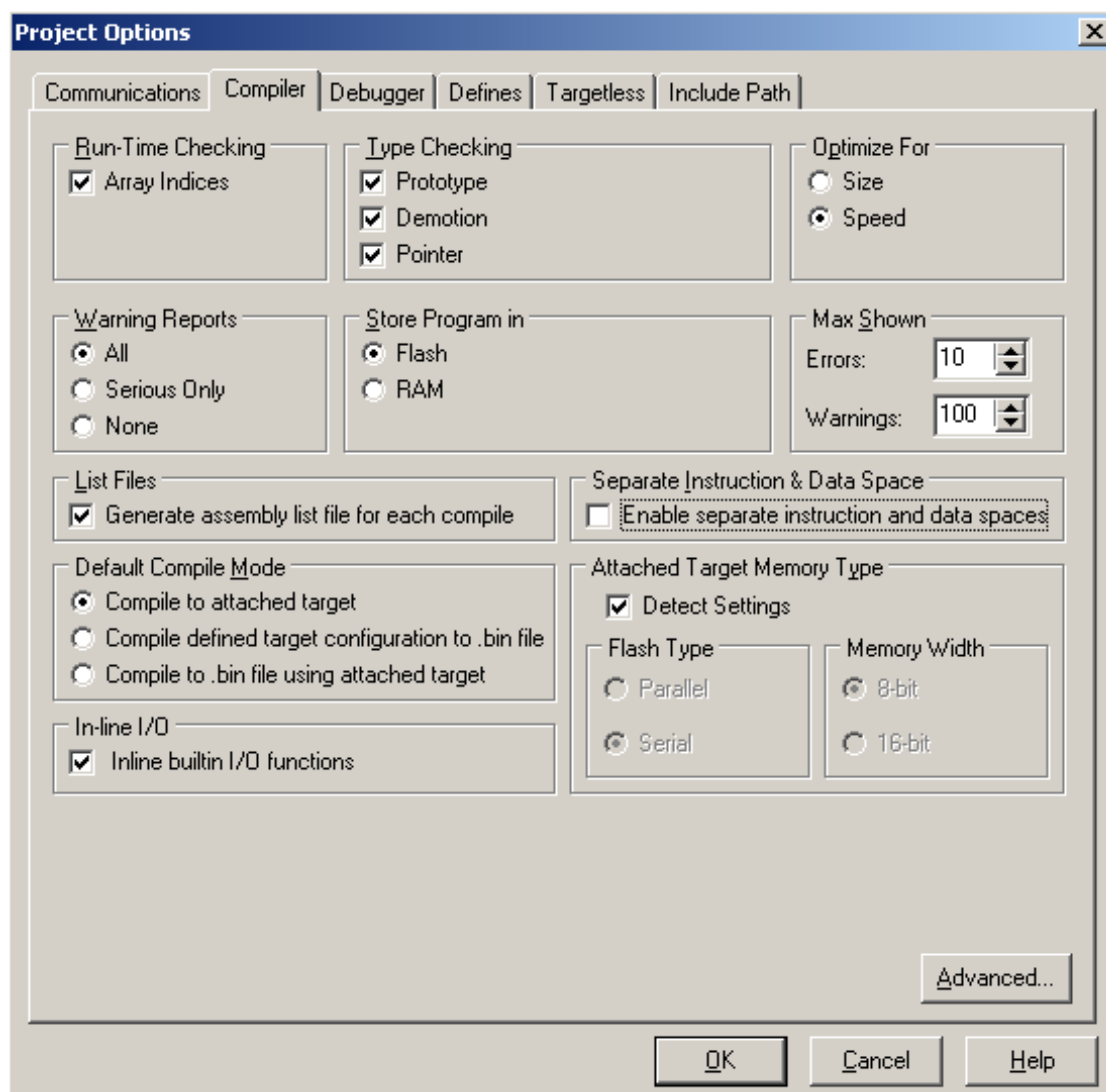 Project Options
Communications Compiler Debugger Defines Targetless Include Path
Run-Time Checking
Array Indices
Type Checking
Prototype
Demotion
Pointer
Optimize For
Size
Speed
Warning Reports
All
Serious Only
None
Store Program in
Flash
RAM
Max Shown
Errors: 10
Warnings: 100
List Files
Generate assembly list file for each compile
Separate Instruction & Data Space
Enable separate instruction and data spaces
Default Compile Mode
Compile to attached target
Compile defined target configuration to .bin file
Compile to .bin file using attached target
In-line I/O
Inline builtin I/O functions
Attached Target Memory Type
Detect Settings
Flash Type
Parallel
Serial
Memory Width
8-bit
16-bit
Advanced...
OK Cancel Help